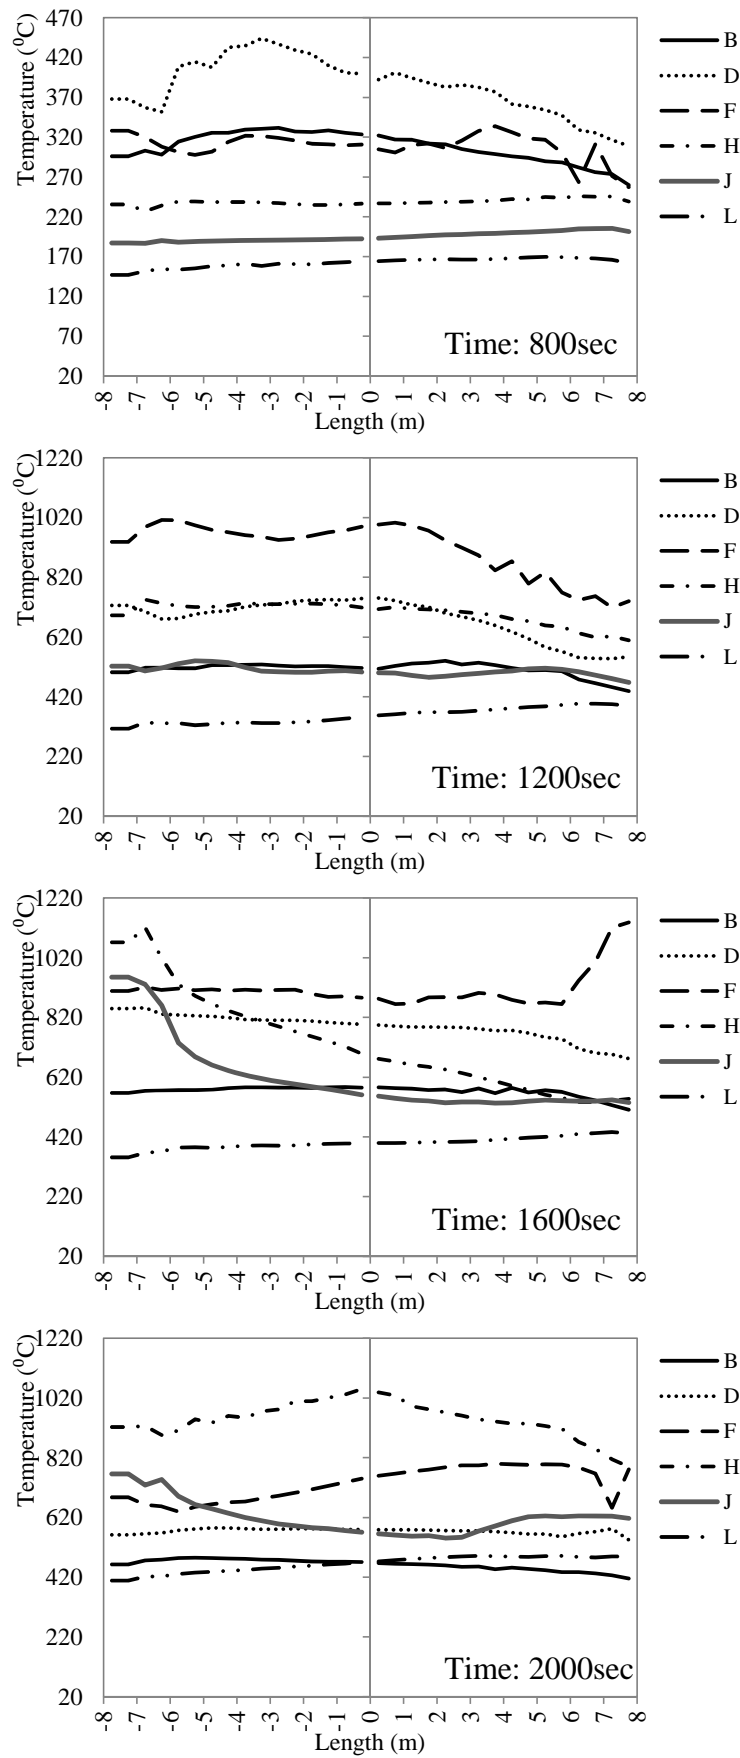 470
420
370
320
270
220
170
120
70
20
Temperature (⁰C)
-8 -7 -6 -5 -4 -3 -2 -1 0 1 2 3 4 5 6 7 8
Length (m)
Time: 800sec
B
D
F
H
J
L
1220
1020
820
620
420
220
20
Temperature (⁰C)
-8 -7 -6 -5 -4 -3 -2 -1 0 1 2 3 4 5 6 7 8
Length (m)
Time: 1200sec
B
D
F
H
J
L
1220
1020
820
620
420
220
20
Temperature (⁰C)
-8 -7 -6 -5 -4 -3 -2 -1 0 1 2 3 4 5 6 7 8
Length (m)
Time: 1600sec
B
D
F
H
J
L
1220
1020
820
620
420
220
20
Temperature (⁰C)
-8 -7 -6 -5 -4 -3 -2 -1 0 1 2 3 4 5 6 7 8
Length (m)
Time: 2000sec
B
D
F
H
J
L